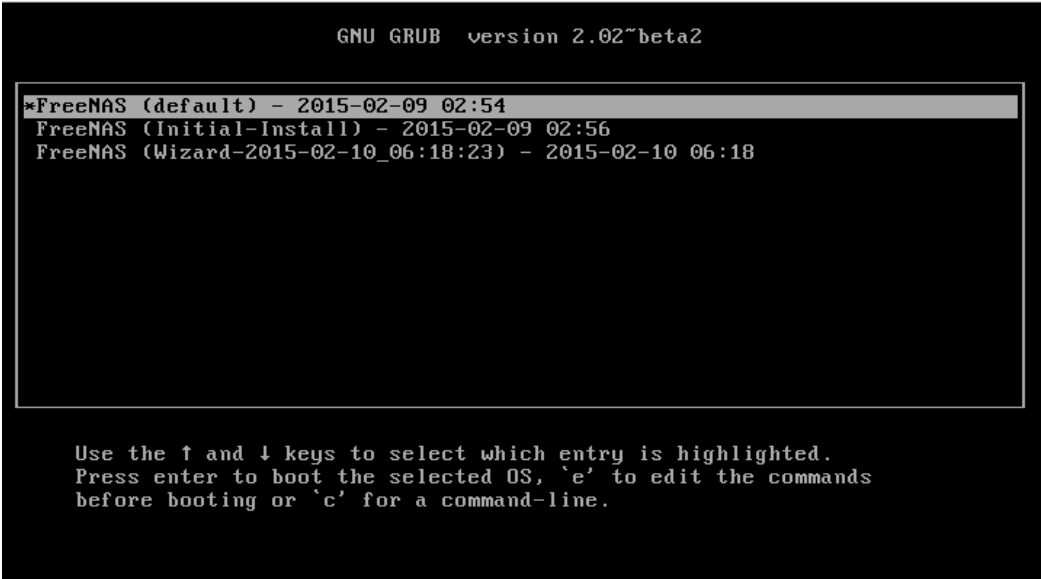 GNU GRUB  version 2.02~beta2
*FreeNAS (default) - 2015-02-09 02:54
FreeNAS (Initial-Install) - 2015-02-09 02:56
FreeNAS (Wizard-2015-02-10_06:18:23) - 2015-02-10 06:18
Use the ↑ and ↓ keys to select which entry is highlighted.
Press enter to boot the selected OS, `e' to edit the commands
before booting or `c' for a command-line.